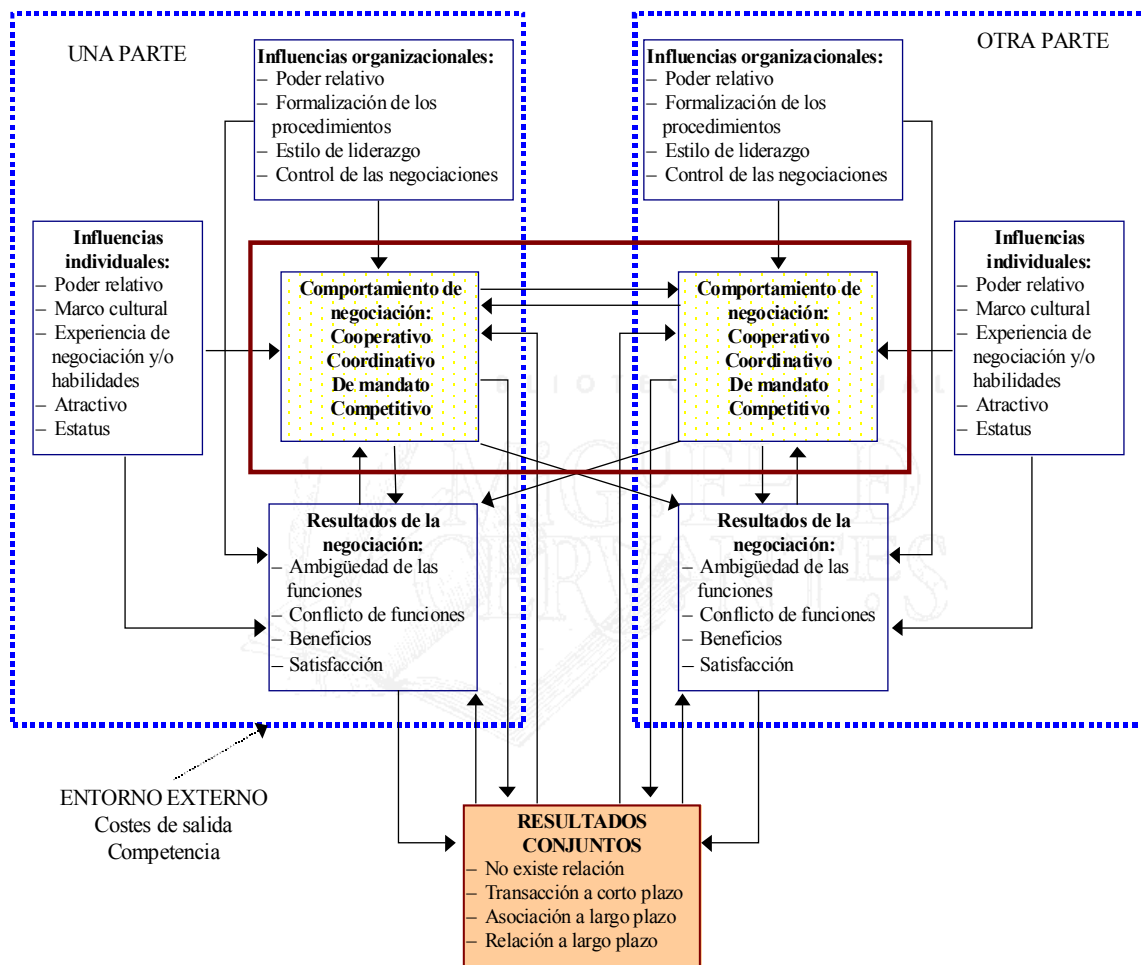 UNA PARTE
Influencias organizacionales:
– Poder relativo
– Formalización de los
procedimientos
– Estilo de liderazgo
– Control de las negociaciones
OTRA PARTE
Influencias organizacionales:
– Poder relativo
– Formalización de los
procedimientos
– Estilo de liderazgo
– Control de las negociaciones
Influencias
individuales:
– Poder relativo
– Marco cultural
– Experiencia de
negociación y/o
habilidades
– Atractivo
– Estatus
Comportamiento de
negociación:
Cooperativo
Coordinativo
De mandato
Competitivo
Comportamiento de
negociación:
Cooperativo
Coordinativo
De mandato
Competitivo
Influencias
individuales:
– Poder relativo
– Marco cultural
– Experiencia de
negociación y/o
habilidades
– Atractivo
– Estatus
Resultados de la
negociación:
– Ambigüedad de las
funciones
– Conflicto de funciones
– Beneficios
– Satisfacción
Resultados de la
negociación:
– Ambigüedad de las
funciones
– Conflicto de funciones
– Beneficios
– Satisfacción
ENTORNO EXTERNO
Costes de salida
Competencia
RESULTADOS
CONJUNTOS
– No existe relación
– Transacción a corto plazo
– Asociación a largo plazo
– Relación a largo plazo